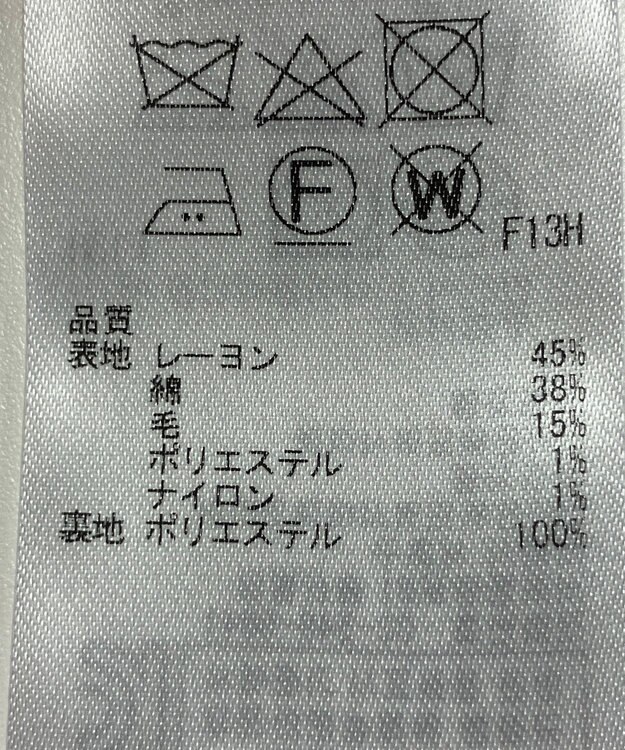 F W F13H
品質
表地 レーヨン 45%
綿 38%
毛 15%
ポリエステル 1%
ナイロン 1%
裏地 ポリエステル 100%